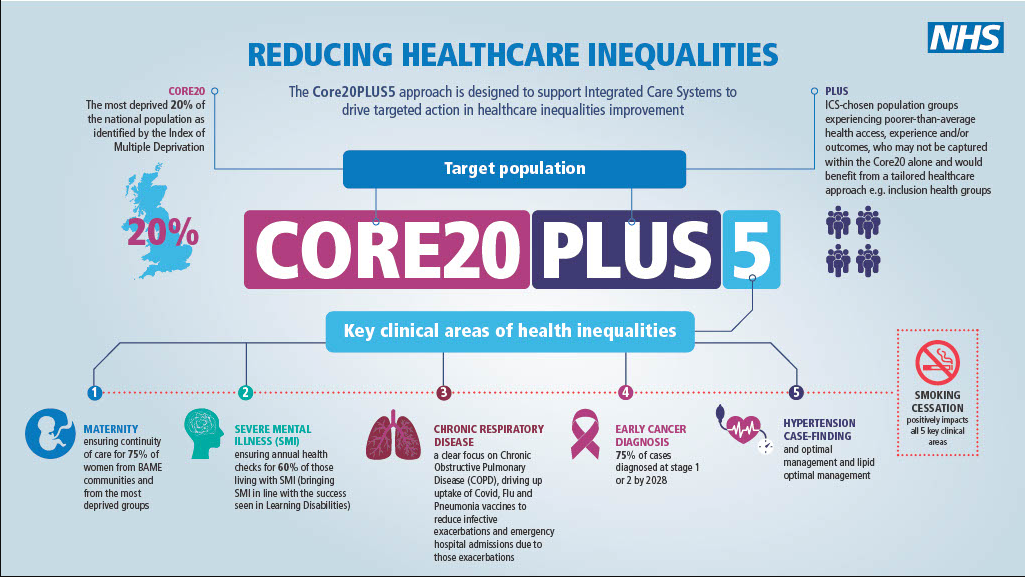 NHS
REDUCING HEALTHCARE INEQUALITIES
The Core20PLUS5 approach is designed to support Integrated Care Systems to
drive targeted action in healthcare inequalities improvement
CORE20
The most deprived 20% of
the national population as
identified by the Index of
Multiple Deprivation
20%
PLUS
ICS-chosen population groups
experiencing poorer-than-average
health access, experience and/or
outcomes, who may not be captured
within the Core20 alone and would
benefit from a tailored healthcare
approach e.g. inclusion health groups
Target population
CORE20 PLUS 5
Key clinical areas of health inequalities
1
MATERNITY
ensuring continuity
of care for 75% of
women from BAME
communities and
from the most
deprived groups
2
SEVERE MENTAL
ILLNESS (SMI)
ensuring annual health
checks for 60% of those
living with SMI (bringing
SMI in line with the success
seen in Learning Disabilities)
3
CHRONIC RESPIRATORY
DISEASE
a clear focus on Chronic
Obstructive Pulmonary
Disease (COPD), driving up
uptake of Covid, Flu and
Pneumonia vaccines to
reduce infective
exacerbations and emergency
hospital admissions due to
those exacerbations
4
EARLY CANCER
DIAGNOSIS
75% of cases
diagnosed at stage 1
or 2 by 2028
5
HYPERTENSION
CASE-FINDING
and optimal
management and lipid
optimal management
SMOKING
CESSATION
positively impacts
all 5 key clinical
areas